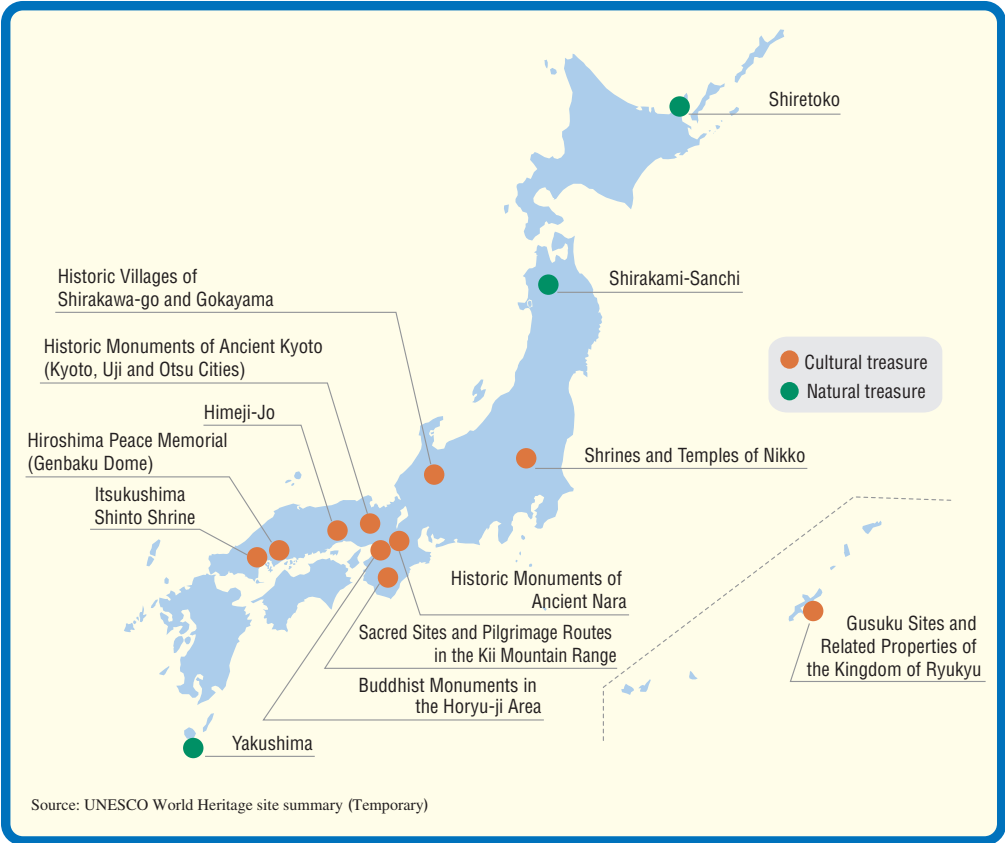 Shiretoko
Shirakami-Sanchi
Historic Villages of
Shirakawa-go and Gokayama
Historic Monuments of Ancient Kyoto
(Kyoto, Uji and Otsu Cities)
Himeji-Jo
Hiroshima Peace Memorial
(Genbaku Dome)
Itsukushima
Shinto Shrine
Cultural treasure
Natural treasure
Shrines and Temples of Nikko
Historic Monuments of
Ancient Nara
Sacred Sites and Pilgrimage Routes
in the Kii Mountain Range
Buddhist Monuments in
the Horyu-ji Area
Gusuku Sites and
Related Properties of
the Kingdom of Ryukyu
Yakushima
Source: UNESCO World Heritage site summary (Temporary)